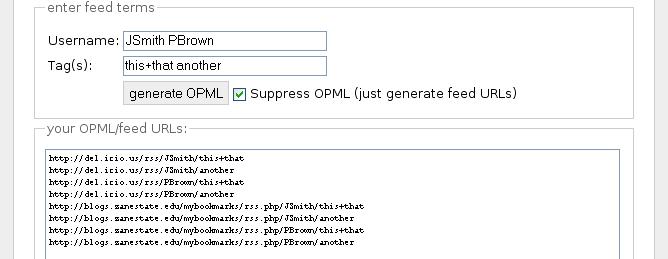 enter feed terms
Username: JSmith PBrown
Tag(s): this+that another
generate OPML Suppress OPML (just generate feed URLs)
your OPML/feed URLs:
http://del.icio.us/rss/JSmith/this+that
http://del.icio.us/rss/JSmith/another
http://del.icio.us/rss/PBrown/this+that
http://del.icio.us/rss/PBrown/another
http://blogs.zanestate.edu/mybookmarks/rss.php/JSmith/this+that
http://blogs.zanestate.edu/mybookmarks/rss.php/JSmith/another
http://blogs.zanestate.edu/mybookmarks/rss.php/PBrown/this+that
http://blogs.zanestate.edu/mybookmarks/rss.php/PBrown/another